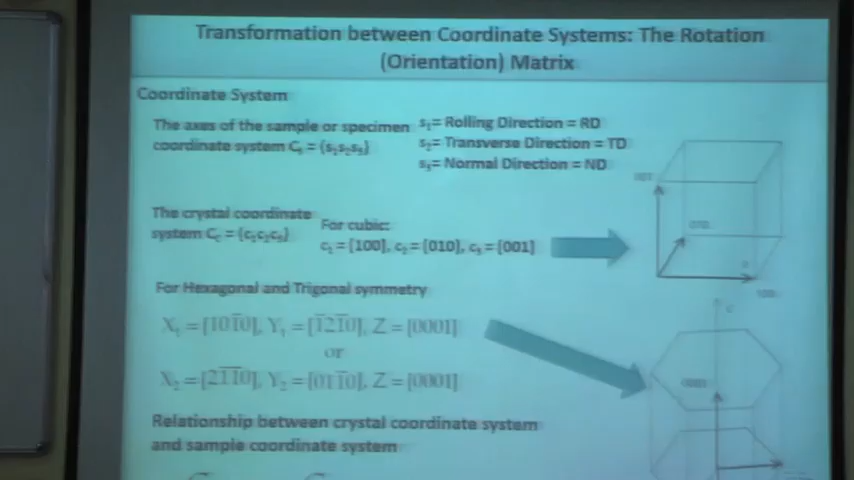 Transformation between Coordinate Systems: The Rotation
(Orientation) Matrix
Coordinate System
The axes of the sample or specimen
coordinate system Cₛ = {s₁s₂s₃}
s₁= Rolling Direction = RD
s₂= Transverse Direction = TD
s₃= Normal Direction = ND
The crystal coordinate
system C꜀ = {c₁c₂c₃}
For cubic:
c₁ = [100], c₂ = [010], c₃ = [001]
For Hexagonal and Trigonal symmetry
X₁ = [101̅0], Y₁ = [1̅21̅0], Z = [0001]
or
X₂ = [21̅1̅0], Y₂ = [011̅0], Z = [0001]
Relationship between crystal coordinate system
and sample coordinate system
c